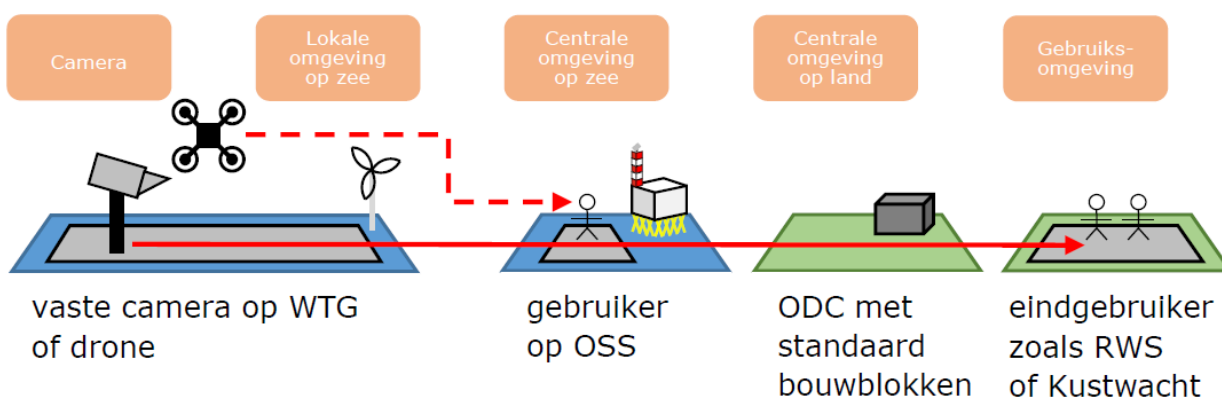 Camera
Lokale
omgeving
op zee
Centrale
omgeving
op zee
Centrale
omgeving
op land
Gebruiks-
omgeving
vaste camera op WTG
of drone
gebruiker
op OSS
ODC met
standaard
bouwblokken
eindgebruiker
zoals RWS
of Kustwacht